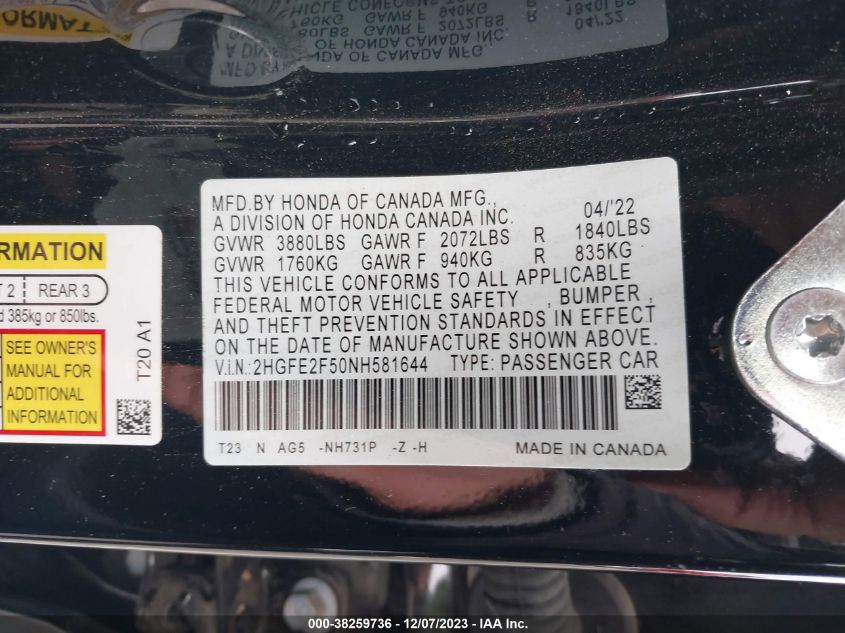 MFD.BY HONDA OF CANADA MFG.,
A DIVISION OF HONDA CANADA INC. 04/'22
GVWR 3880LBS GAWR F 2072LBS R 1840LBS
GVWR 1760KG GAWR F 940KG R 835KG
THIS VEHICLE CONFORMS TO ALL APPLICABLE
FEDERAL MOTOR VEHICLE SAFETY , BUMPER ,
AND THEFT PREVENTION STANDARDS IN EFFECT
ON THE DATE OF MANUFACTURE SHOWN ABOVE.
V.I.N.:2HGFE2F50NH581644 TYPE: PASSENGER CAR
T23 N AG5 -NH731P -Z -H MADE IN CANADA
RMATION
T 2 REAR 3
d 385kg or 850lbs.
SEE OWNER'S
MANUAL FOR
ADDITIONAL
INFORMATION
T20 A1
000-38259736 - 12/07/2023 - IAA Inc.